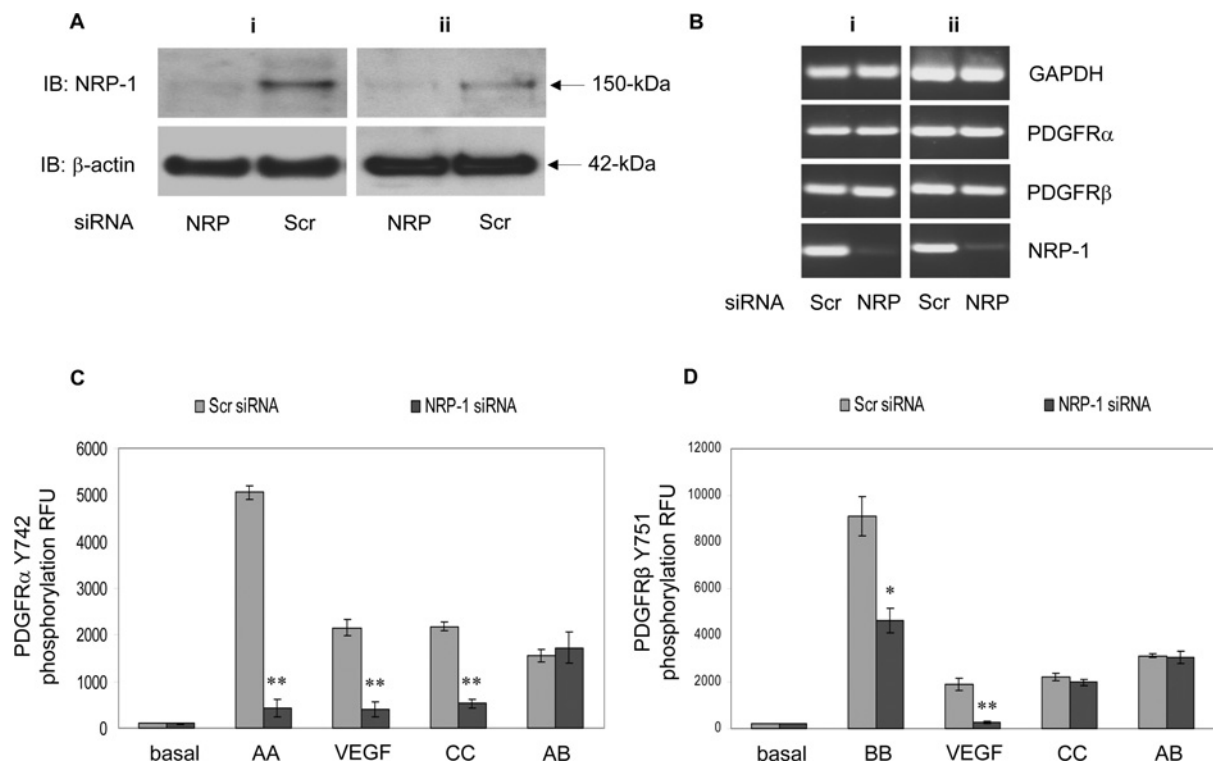 A
i
ii
IB: NRP-1
150-kDa
IB: β-actin
42-kDa
siRNA
NRP
Scr
NRP
Scr
B
i
ii
GAPDH
PDGFRα
PDGFRβ
NRP-1
siRNA
Scr
NRP
Scr
NRP
C
Scr siRNA
NRP-1 siRNA
PDGFRα Y742
phosphorylation RFU
6000
5000
4000
3000
2000
1000
0
**
**
**
basal
AA
VEGF
CC
AB
D
Scr siRNA
NRP-1 siRNA
PDGFRβ Y751
phosphorylation RFU
12000
10000
8000
6000
4000
2000
0
*
**
basal
BB
VEGF
CC
AB